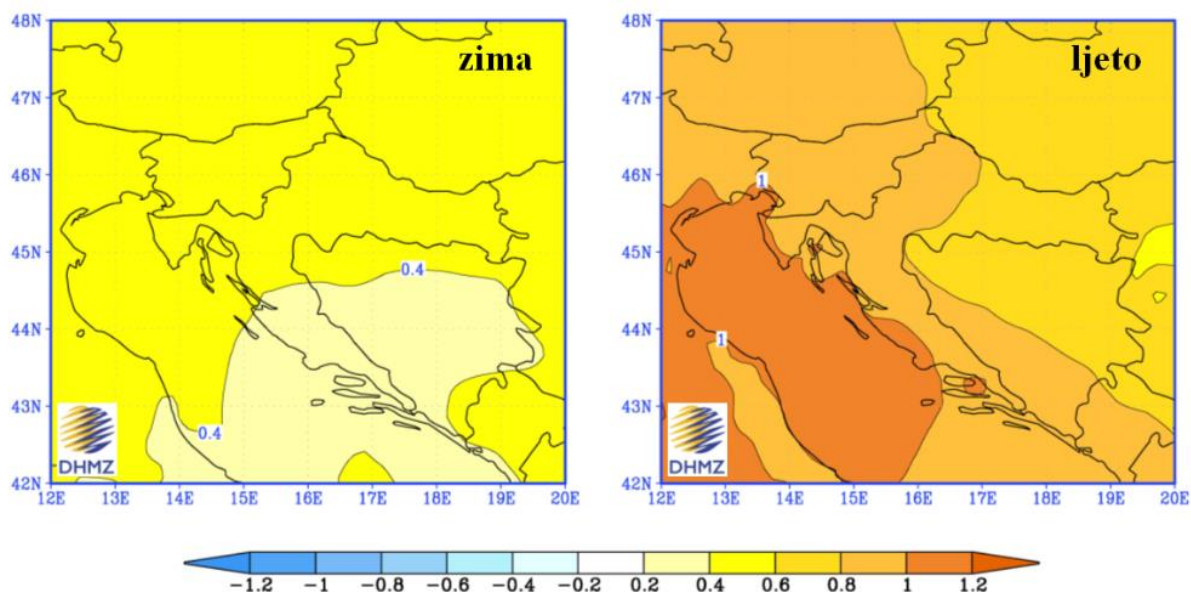 zima
48N
47N
46N
45N
44N
43N
42N
0.4
0.4
DHMZ
12E 13E 14E 15E 16E 17E 18E 19E 20E
ljeto
48N
47N
46N
45N
44N
43N
42N
1
1
DHMZ
12E 13E 14E 15E 16E 17E 18E 19E 20E
-1.2 -1 -0.8 -0.6 -0.4 -0.2 0.2 0.4 0.6 0.8 1 1.2